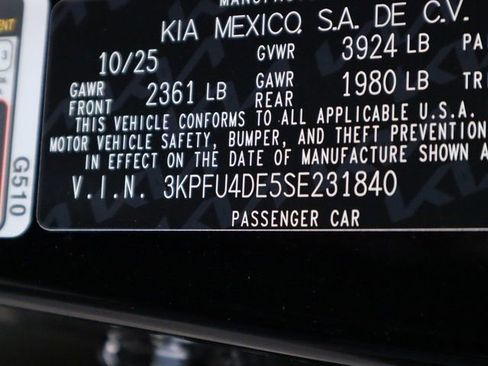 KIA MEXICO, S.A. DE C.V.
10/25 GVWR 3924 LB
GAWR FRONT 2361 LB GAWR REAR 1980 LB
THIS VEHICLE CONFORMS TO ALL APPLICABLE U.S.A.
MOTOR VEHICLE SAFETY, BUMPER, AND THEFT PREVENTION
IN EFFECT ON THE DATE OF MANUFACTURE SHOWN A
V.I.N. 3KPFU4DE5SE231840
PASSENGER CAR
G510